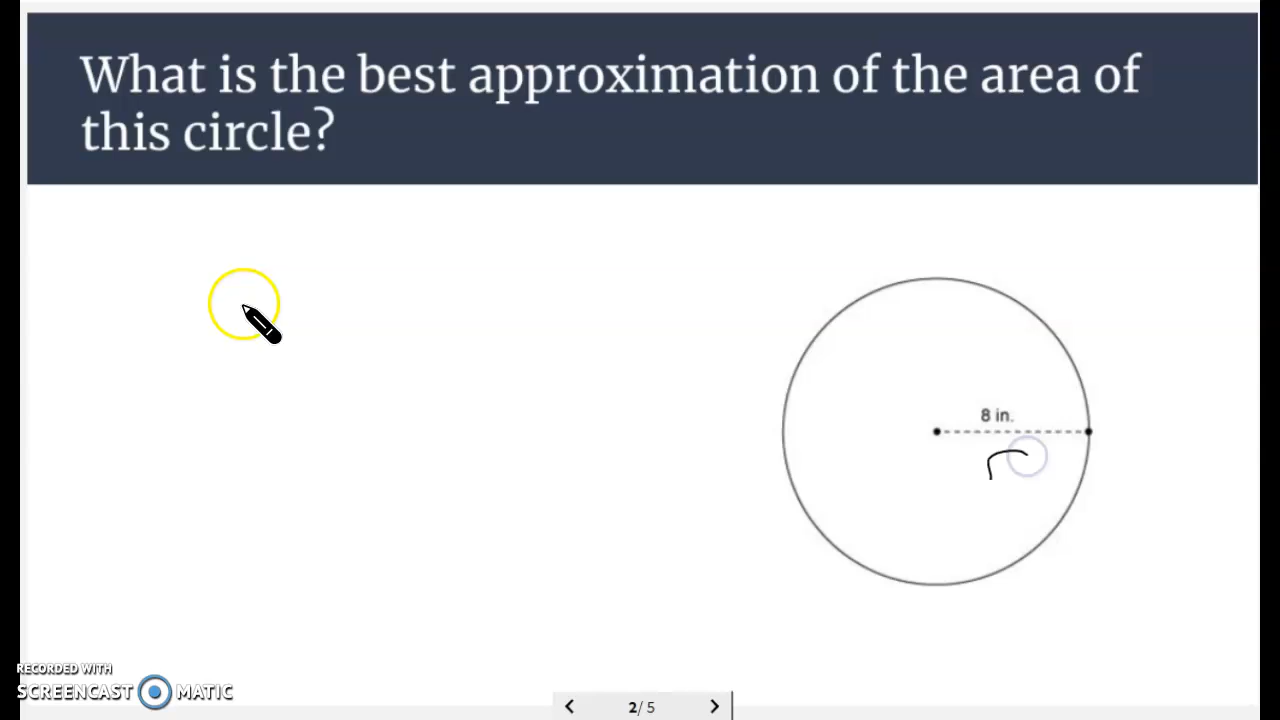 What is the best approximation of the area of
this circle?
8 in.
r
RECORDED WITH
SCREENCAST MATIC
2/ 5